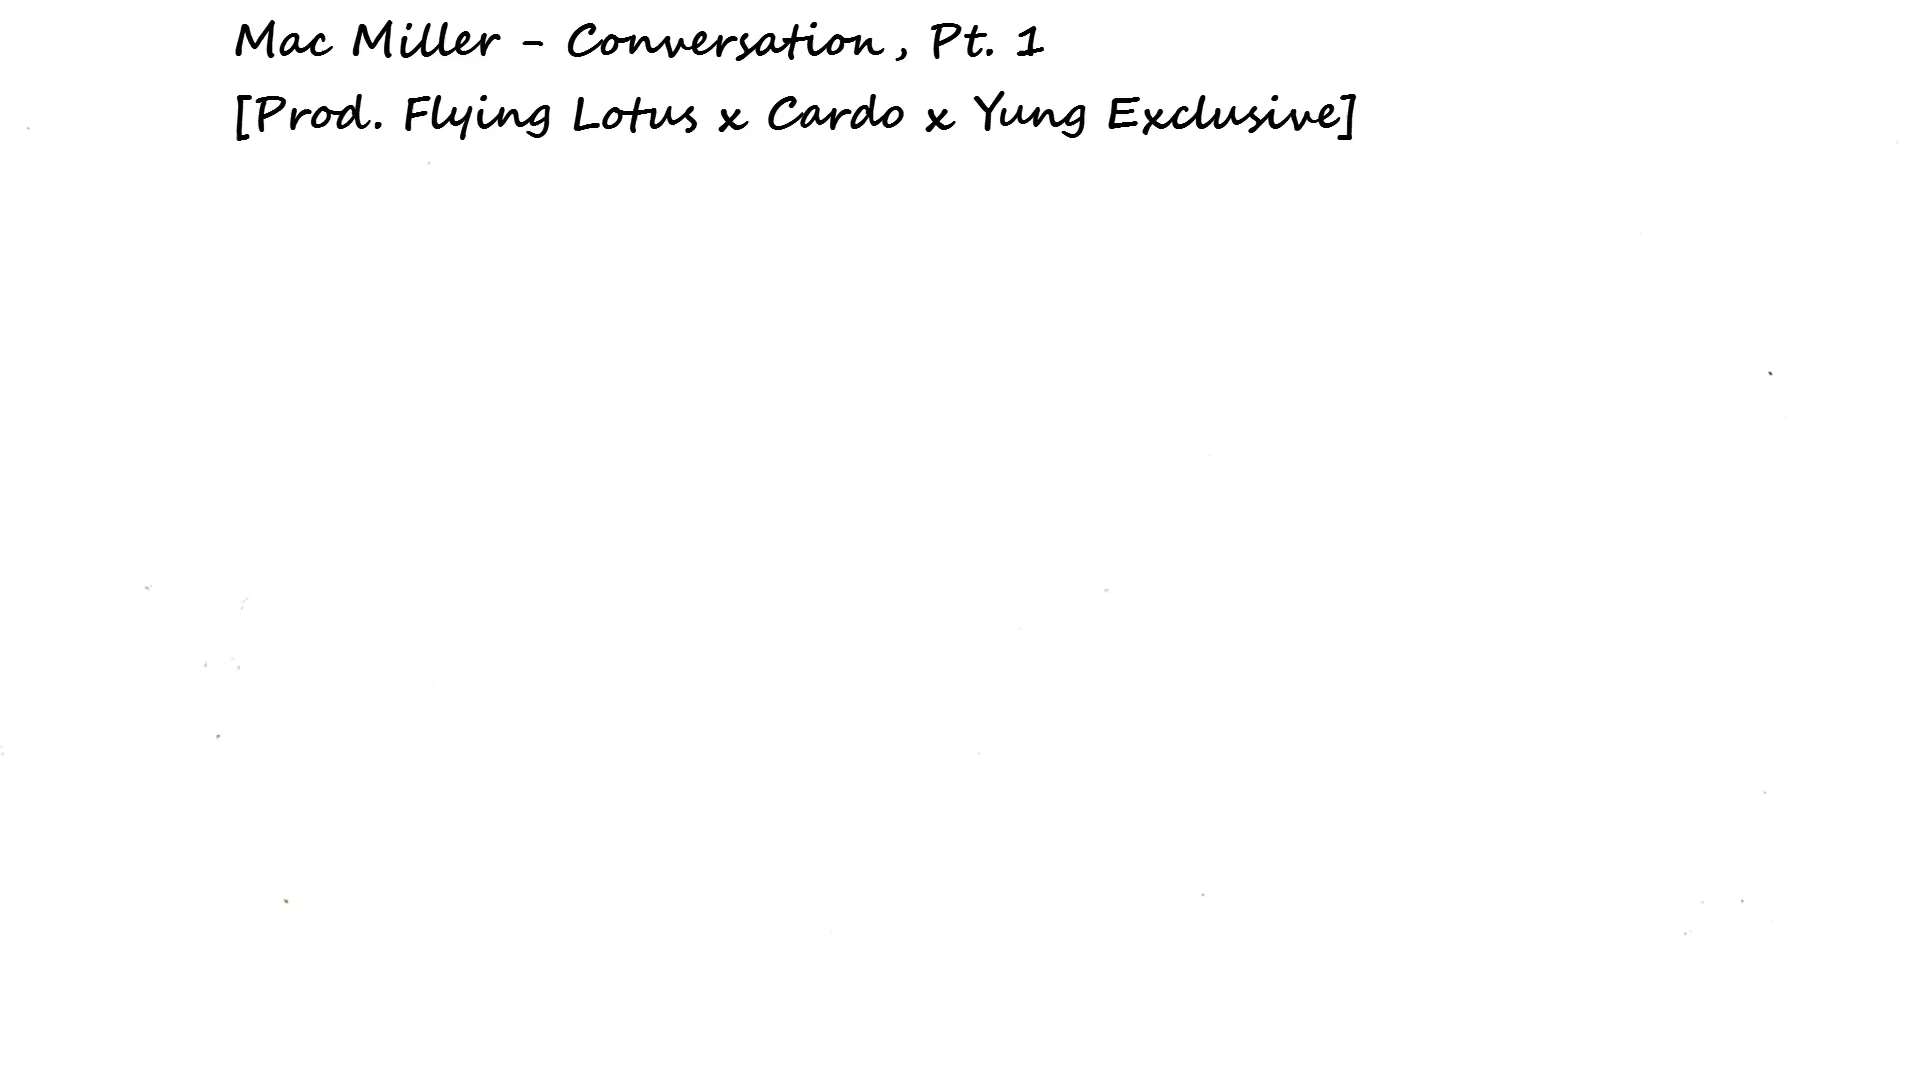 Mac Miller - Conversation, Pt. 1
[Prod. Flying Lotus x Cardo x Yung Exclusive]